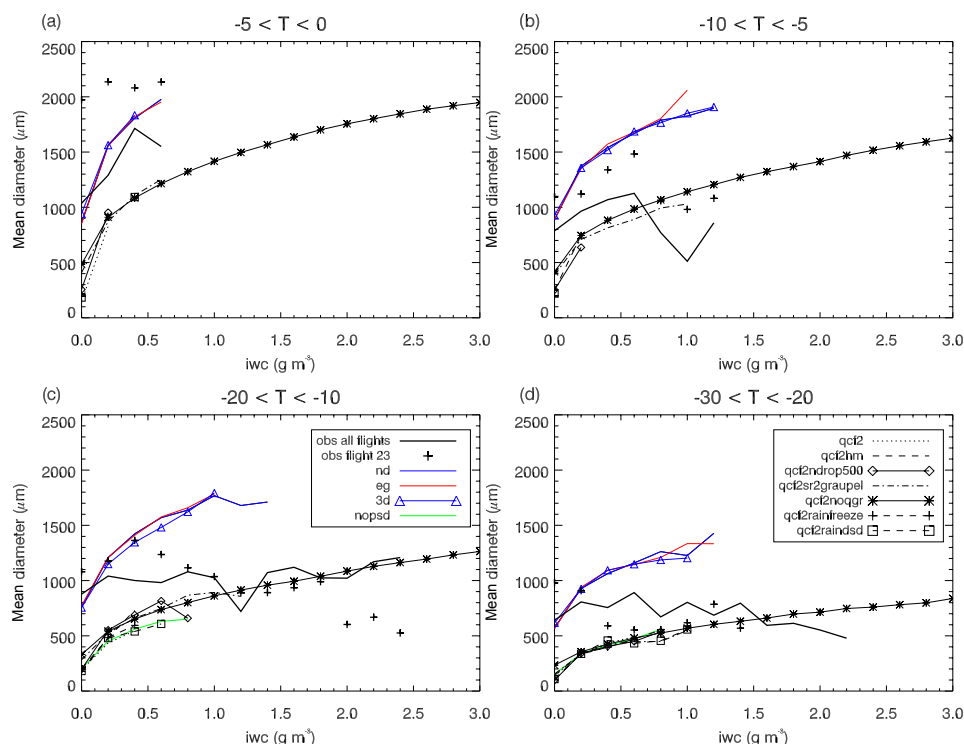 (a)
-5 < T < 0
2500
2000
1500
1000
500
0
Mean diameter (μm)
0.0 0.5 1.0 1.5 2.0 2.5 3.0
iwc (g m⁻³)
(b)
-10 < T < -5
2500
2000
1500
1000
500
0
Mean diameter (μm)
0.0 0.5 1.0 1.5 2.0 2.5 3.0
iwc (g m⁻³)
(c)
-20 < T < -10
2500
2000
1500
1000
500
0
Mean diameter (μm)
obs all flights
obs flight 23
nd
eg
3d
nopsd
0.0 0.5 1.0 1.5 2.0 2.5 3.0
iwc (g m⁻³)
(d)
-30 < T < -20
2500
2000
1500
1000
500
0
Mean diameter (μm)
qcf2
qcf2hm
qcf2ndrop500
qcf2sr2graupel
qcf2noqgr
qcf2rainfreeze
qcf2raindsd
0.0 0.5 1.0 1.5 2.0 2.5 3.0
iwc (g m⁻³)